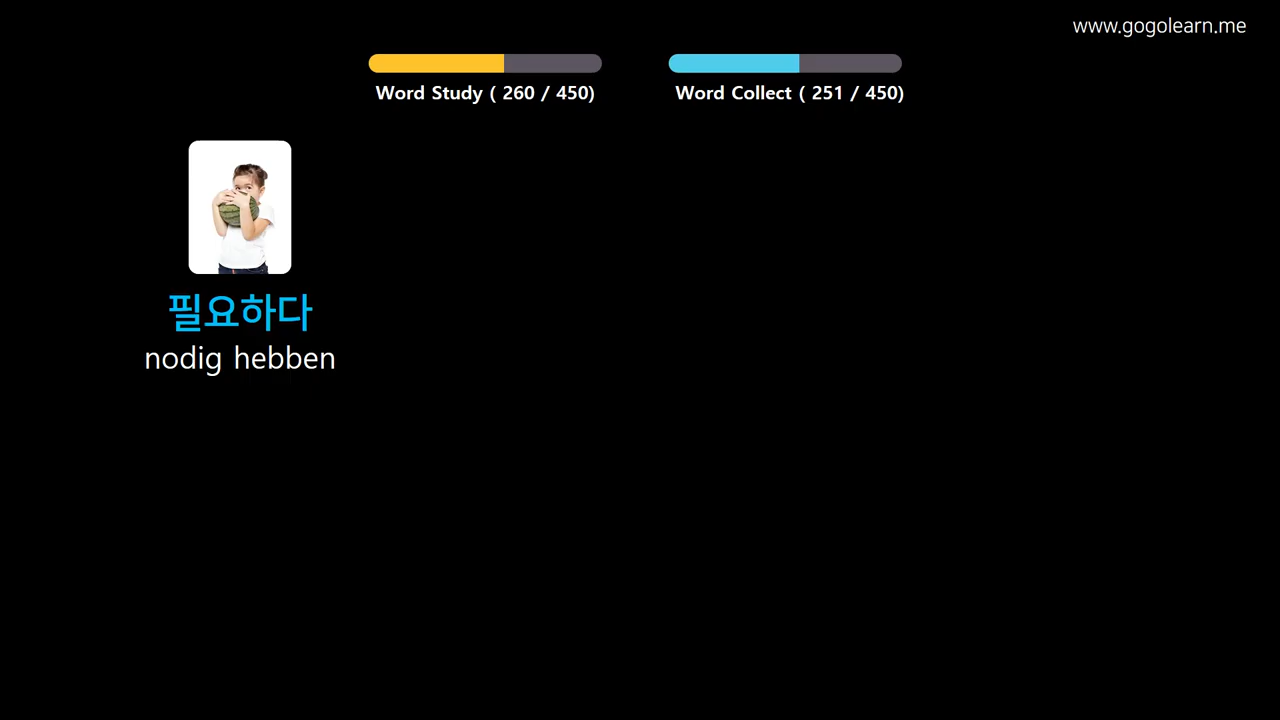 www.gogolearn.me
Word Study ( 260 / 450)
Word Collect ( 251 / 450)
필요하다
nodig hebben